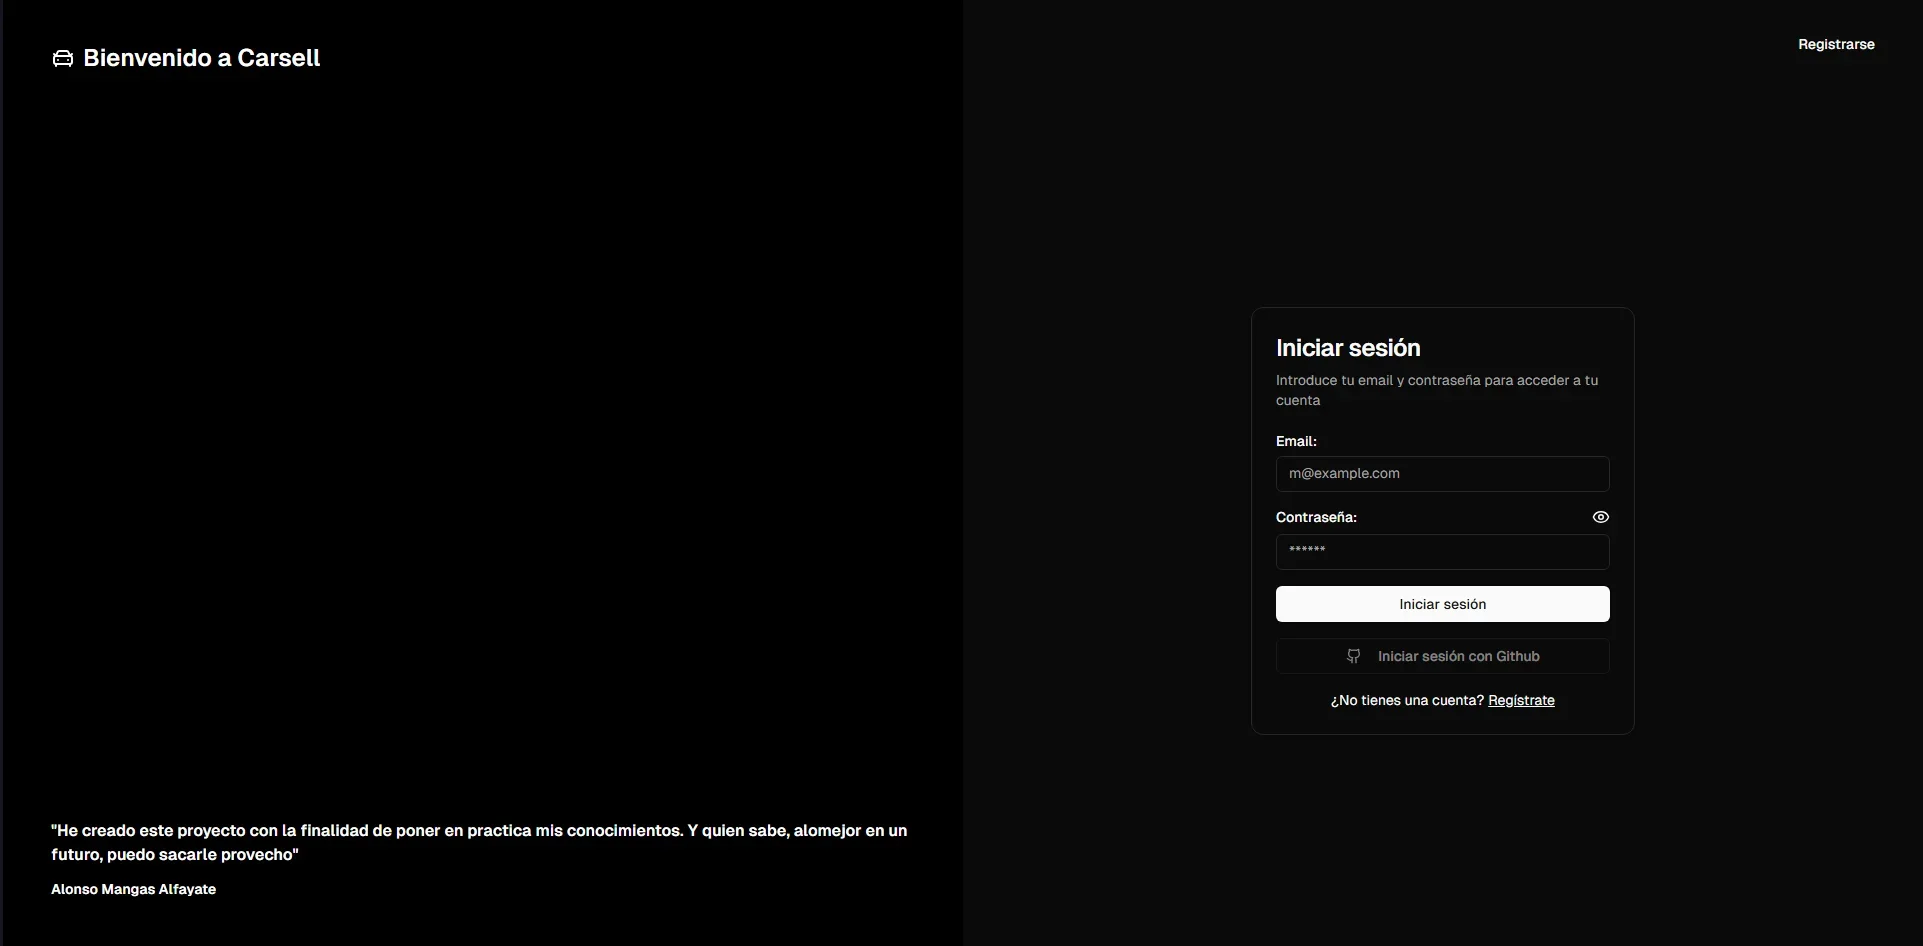 Bienvenido a Carsell
"He creado este proyecto con la finalidad de poner en practica mis conocimientos. Y quien sabe, alomejor en un
futuro, puedo sacarle provecho"
Alonso Mangas Alfayate
Registrarse
Iniciar sesión
Introduce tu email y contraseña para acceder a tu
cuenta
Email:
m@example.com
Contraseña:
******
Iniciar sesión
Iniciar sesión con Github
¿No tienes una cuenta? Regístrate